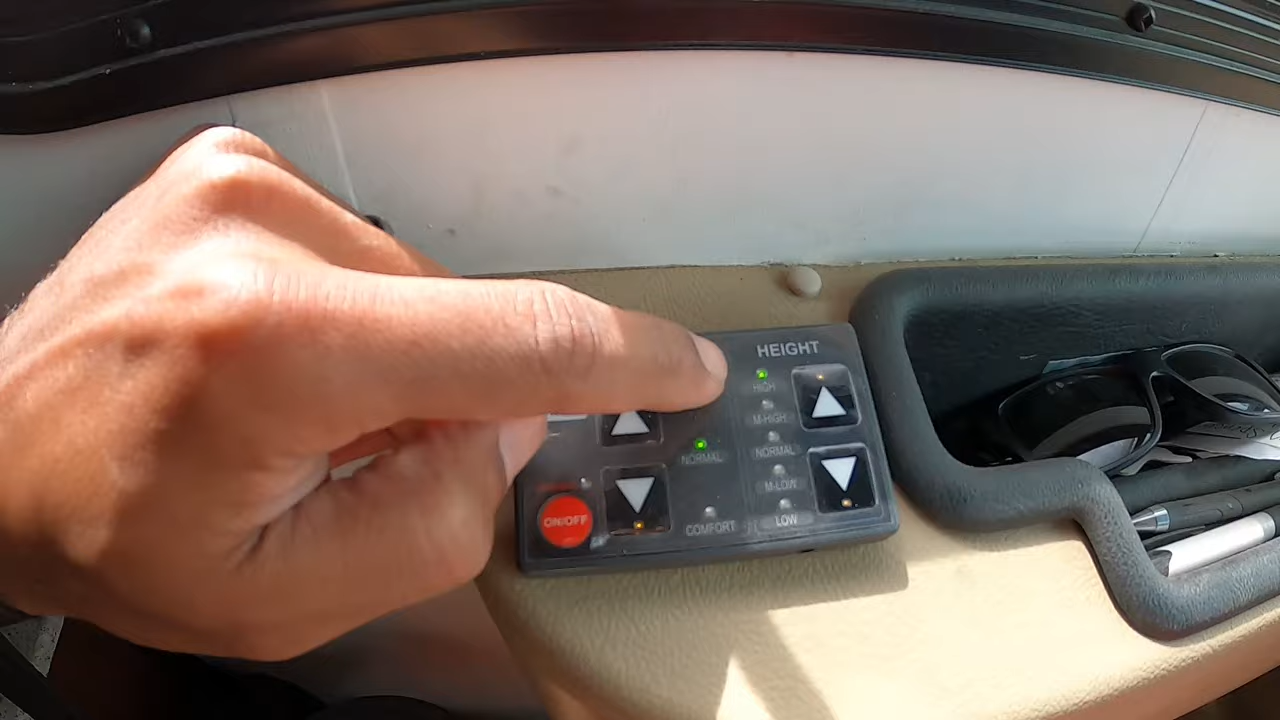 HEIGHT
HIGH
M-HIGH
NORMAL
NORMAL
M-LOW
ON/OFF
COMFORT
LOW